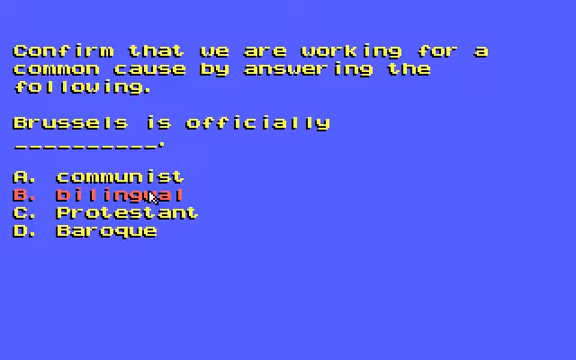 Confirm that we are working for a
common cause by answering the
following.
Brussels is officially
__________.
A. communist
B. bilingual
C. Protestant
D. Baroque